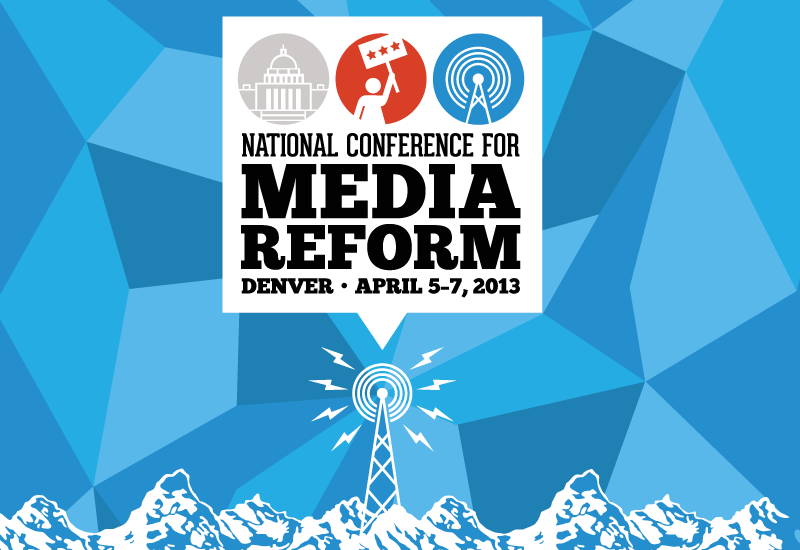 NATIONAL CONFERENCE FOR
MEDIA
REFORM
DENVER • APRIL 5-7, 2013